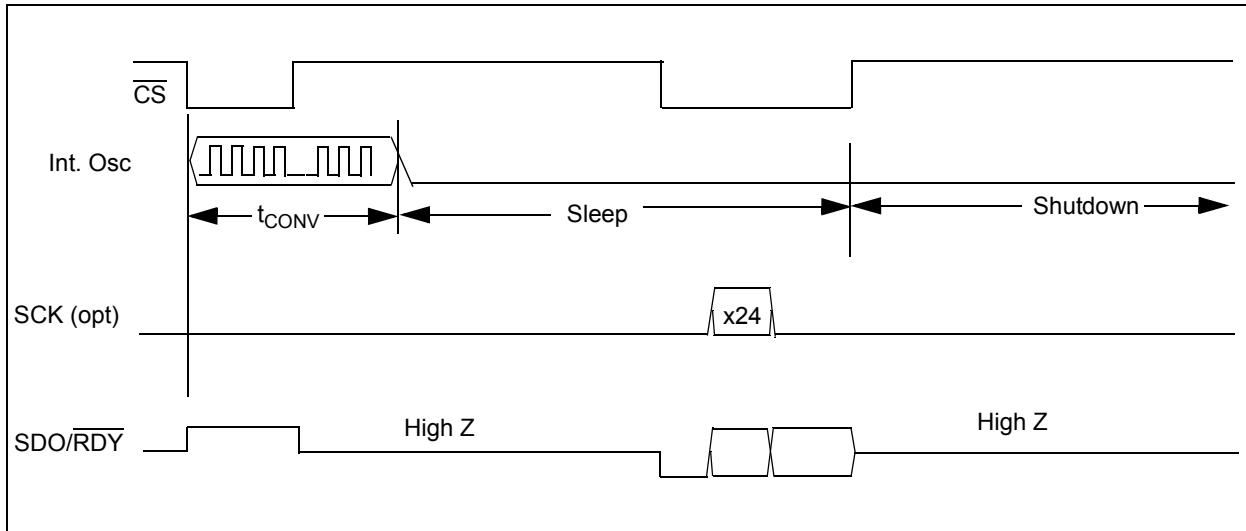 CS
Int. Osc
tCONV
Sleep
Shutdown
SCK (opt)
x24
SDO/RDY
High Z
High Z